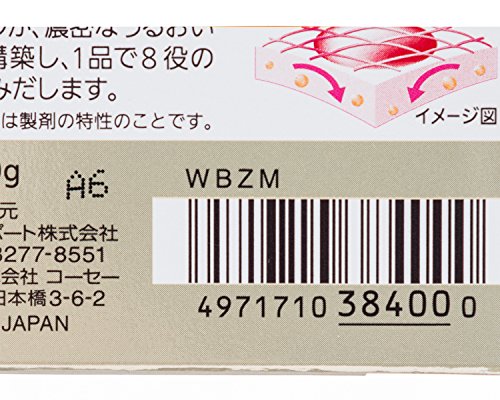 濃密なうるおい
構築し、1品で8役の
みだします。
は製剤の特性のことです。
イメージ図
g A6 WBZM
元
ポート株式会社
3277-8551
会社 コーセー
日本橋3-6-2
JAPAN
4971710 38400 0